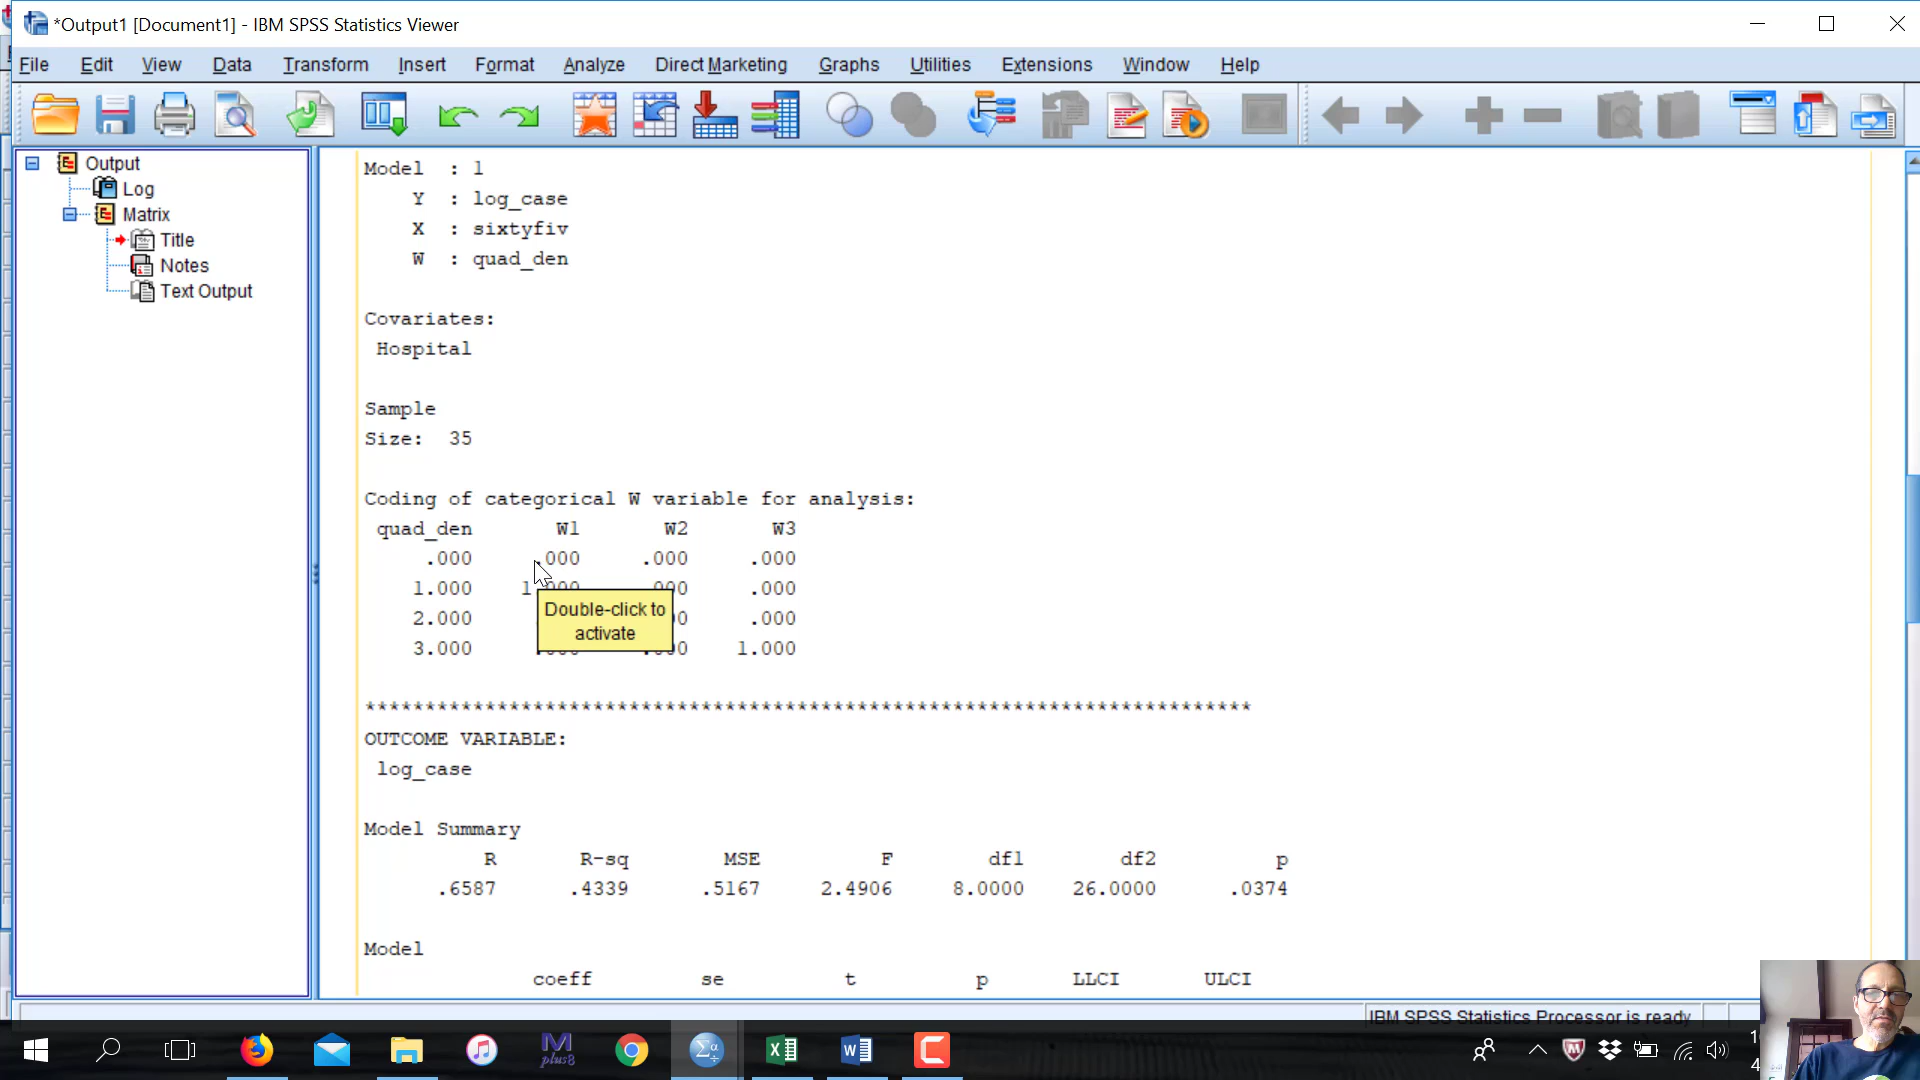 *Output1 [Document1] - IBM SPSS Statistics Viewer
File Edit View Data Transform Insert Format Analyze Direct Marketing Graphs Utilities Extensions Window Help
Output
Log
Matrix
Title
Notes
Text Output
Model : 1
Y : log_case
X : sixtyfiv
W : quad_den
Covariates:
Hospital
Sample
Size: 35
Coding of categorical W variable for analysis:
quad_den W1 W2 W3
.000 .000 .000 .000
1.000 .000
2.000 .000
3.000 1.000
Double-click to
activate
**************************************************************************
OUTCOME VARIABLE:
log_case
Model Summary
R R-sq MSE F df1 df2 p
.6587 .4339 .5167 2.4906 8.0000 26.0000 .0374
Model
coeff se t p LLCI ULCI
IBM SPSS Statistics Processor is ready
M
plus8